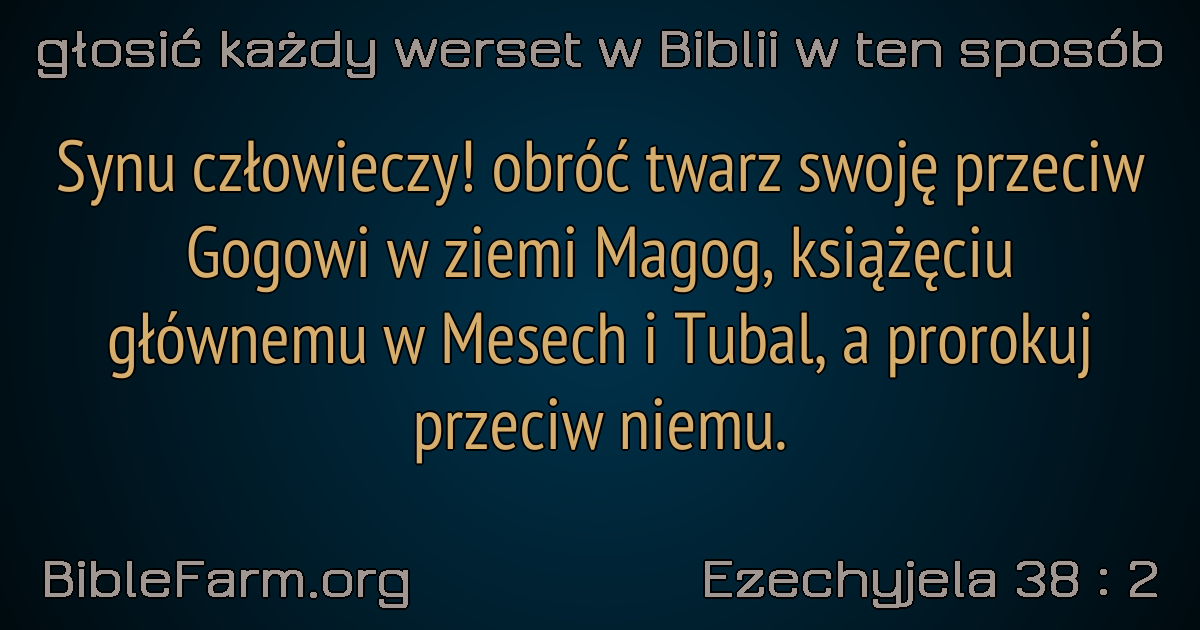 głosić każdy werset w Biblii w ten sposób
Synu człowieczy! obróć twarz swoję przeciw
Gogowi w ziemi Magog, książęciu
głównemu w Mesech i Tubal, a prorokuj
przeciw niemu.
BibleFarm.org
Ezechyjela 38 : 2